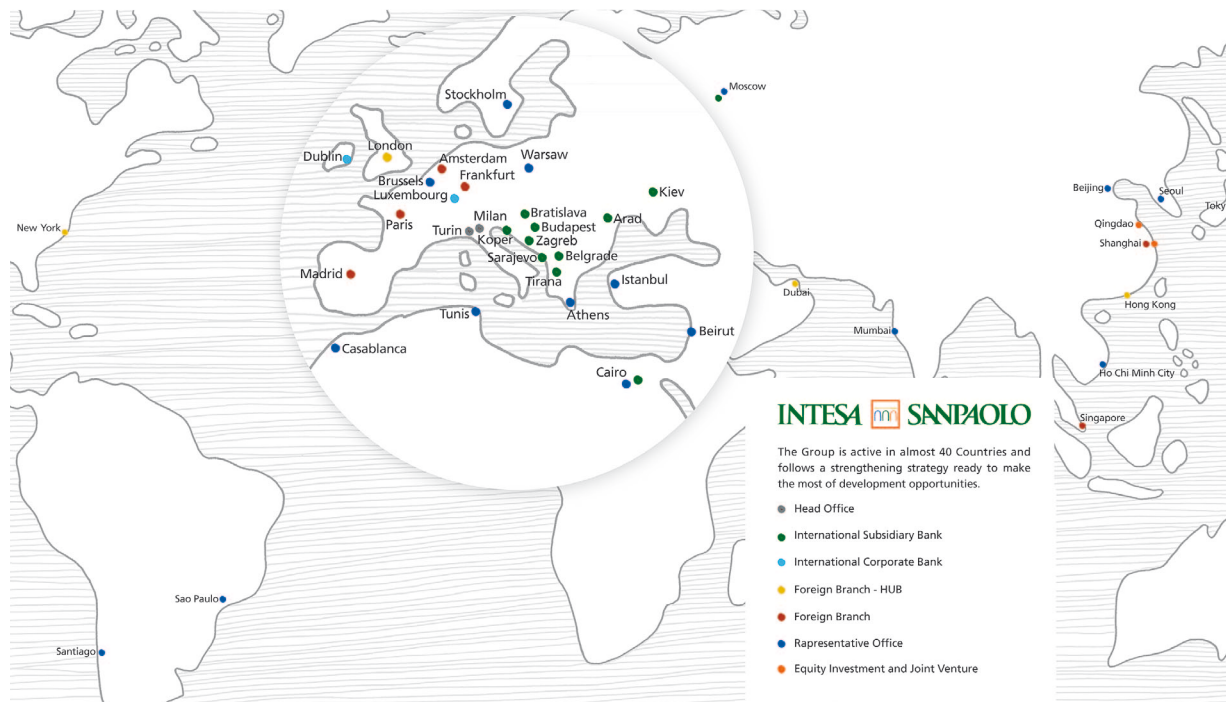 Moscow
Stockholm
London
Dublin
Amsterdam
Warsaw
Frankfurt
Brussels
Luxembourg
Kiev
Beijing
Seoul
Toky
Paris
Milan
Bratislava
Arad
New York
Turin
Koper
Budapest
Qingdao
Zagreb
Shanghai
Sarajevo
Belgrade
Madrid
Tirana
Istanbul
Dubai
Hong Kong
Tunis
Athens
Mumbai
Beirut
Casablanca
Cairo
Ho Chi Minh City
INTESA SANPAOLO
Singapore
The Group is active in almost 40 Countries and
follows a strengthening strategy ready to make
the most of development opportunities.
Head Office
International Subsidiary Bank
International Corporate Bank
Foreign Branch - HUB
Foreign Branch
Rapresentative Office
Equity Investment and Joint Venture
Sao Paulo
Santiago